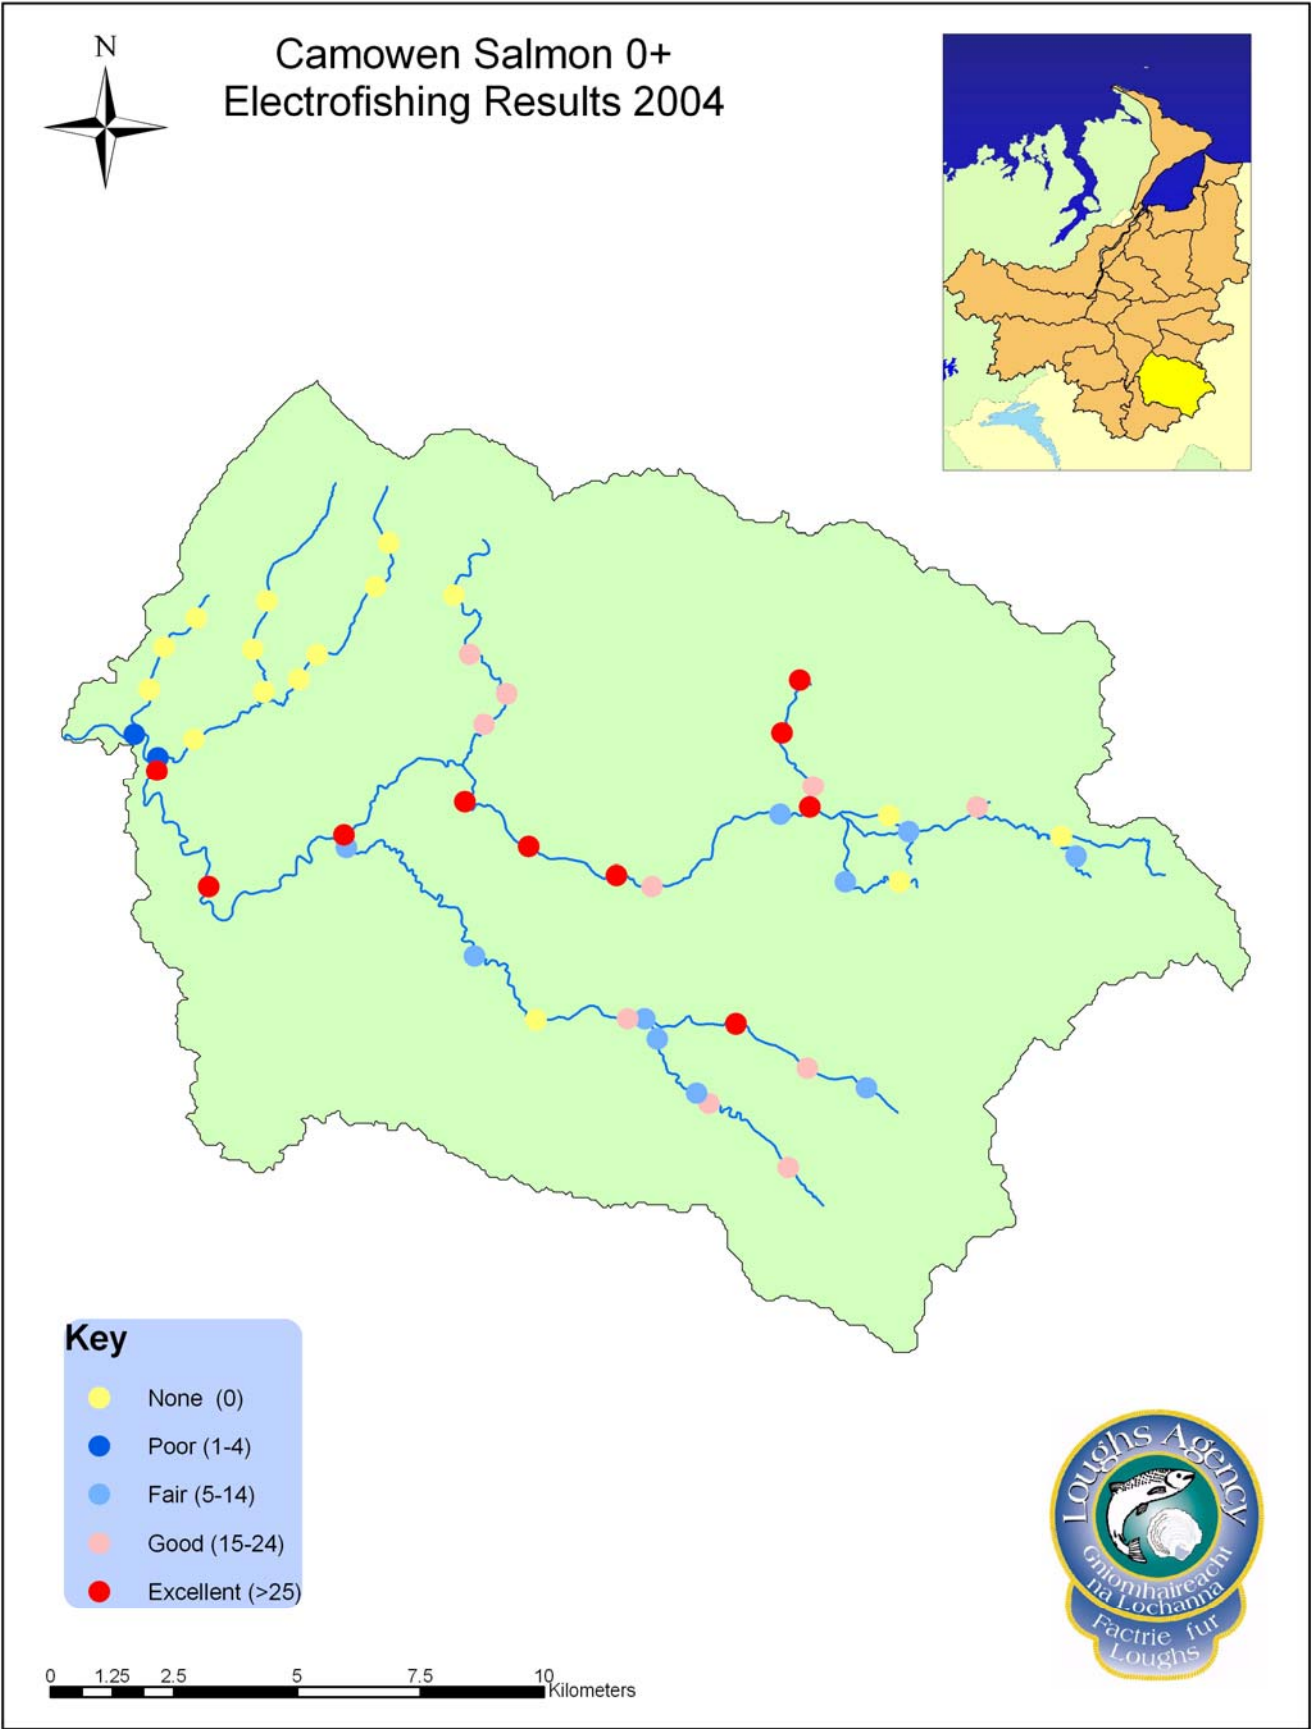 N
Camowen Salmon 0+
Electrofishing Results 2004
Key
None (0)
Poor (1-4)
Fair (5-14)
Good (15-24)
Excellent (>25)
0 1.25 2.5 5 7.5 10
Kilometers
Loughs Agency
Gníomhaireacht
na Lochanna
Factrie fur
Loughs